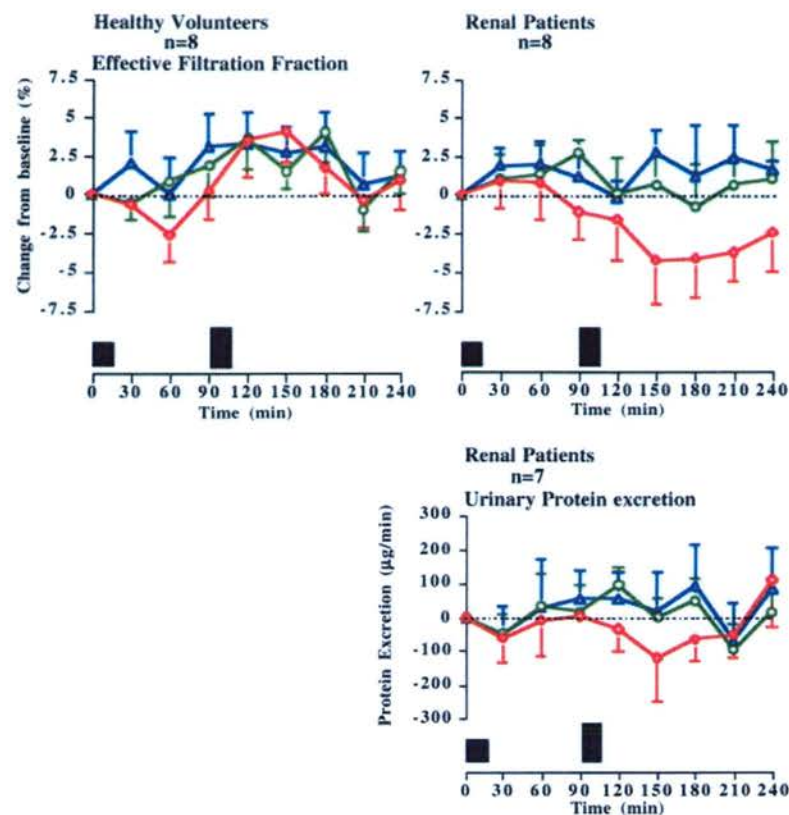 Healthy Volunteers
n=8
Effective Filtration Fraction
Change from baseline (%)
7.5
5
2.5
0
-2.5
-5
-7.5
0 30 60 90 120 150 180 210 240
Time (min)
Renal Patients
n=8
7.5
5
2.5
0
-2.5
-5
-7.5
0 30 60 90 120 150 180 210 240
Time (min)
Renal Patients
n=7
Urinary Protein excretion
Protein Excretion (µg/min)
300
200
100
0
-100
-200
-300
0 30 60 90 120 150 180 210 240
Time (min)